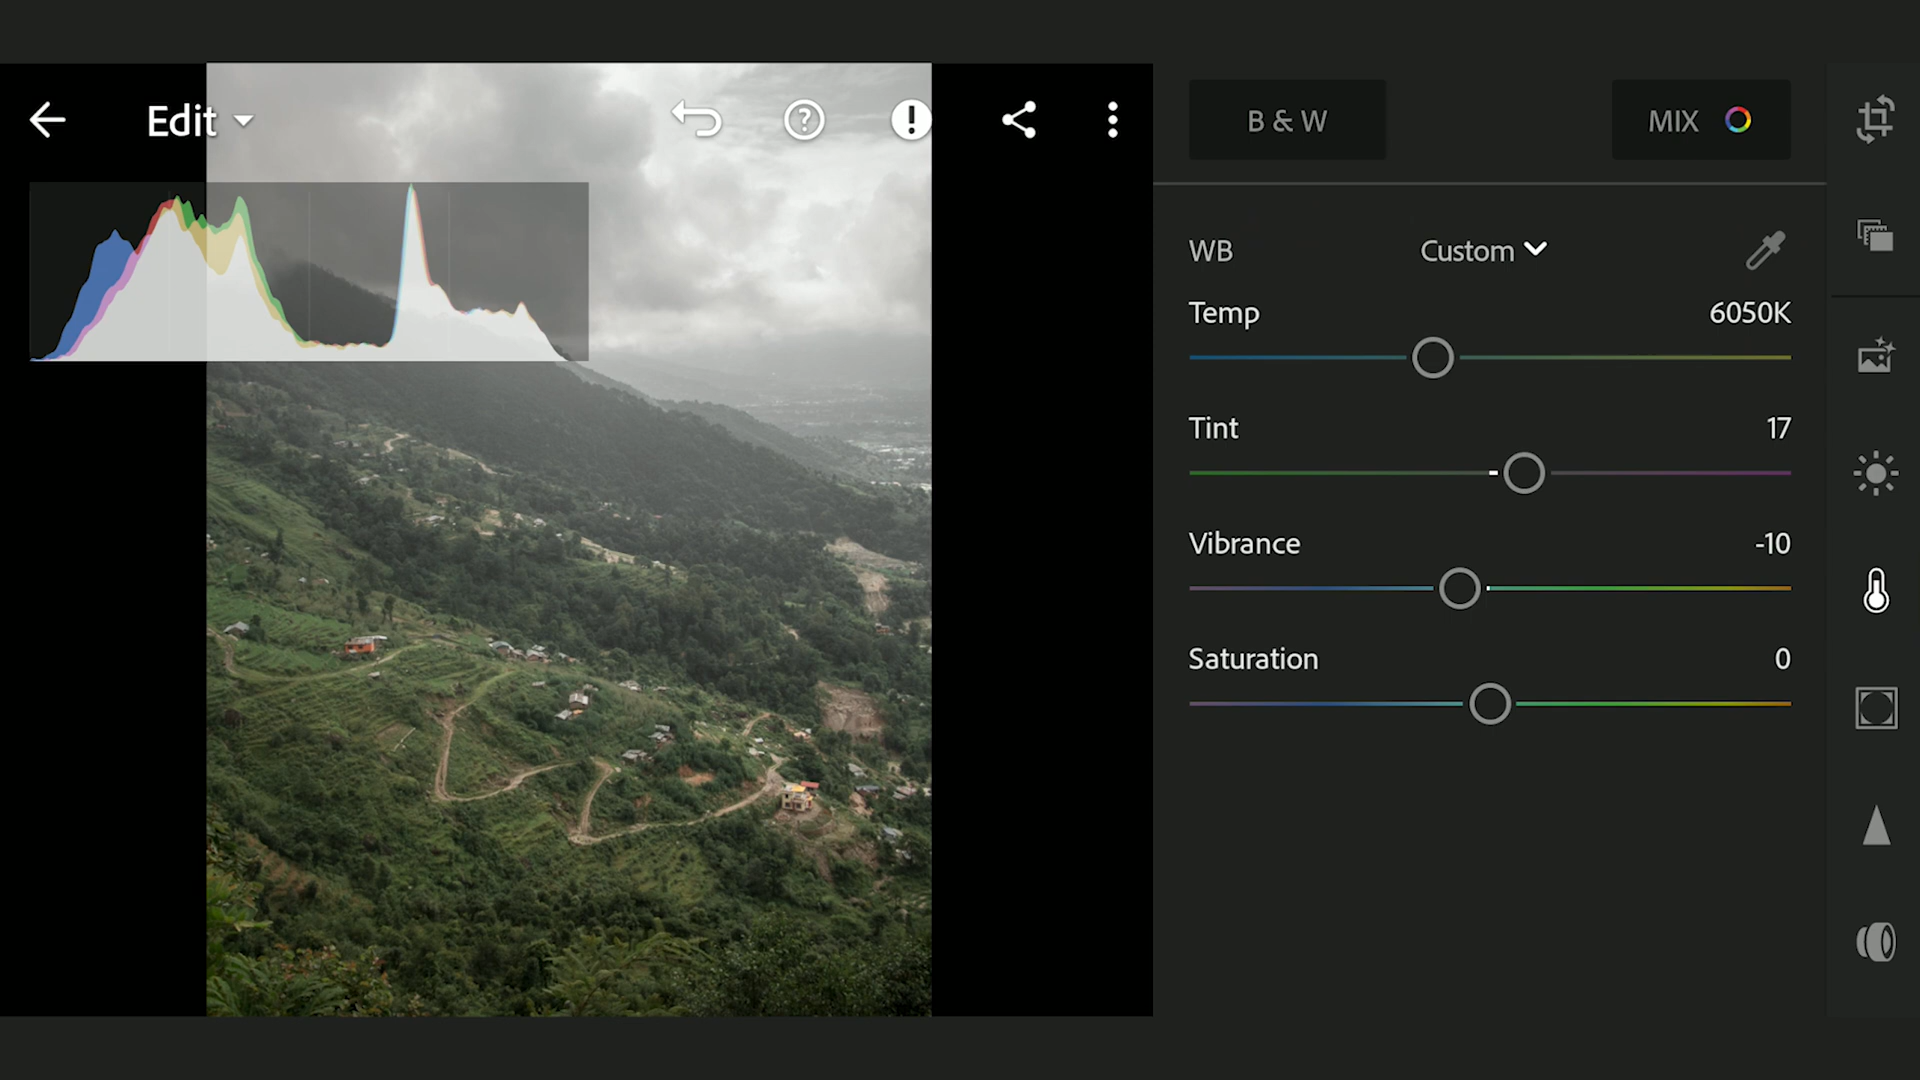 Edit
B & W
MIX
WB Custom
Temp 6050K
Tint 17
Vibrance -10
Saturation 0